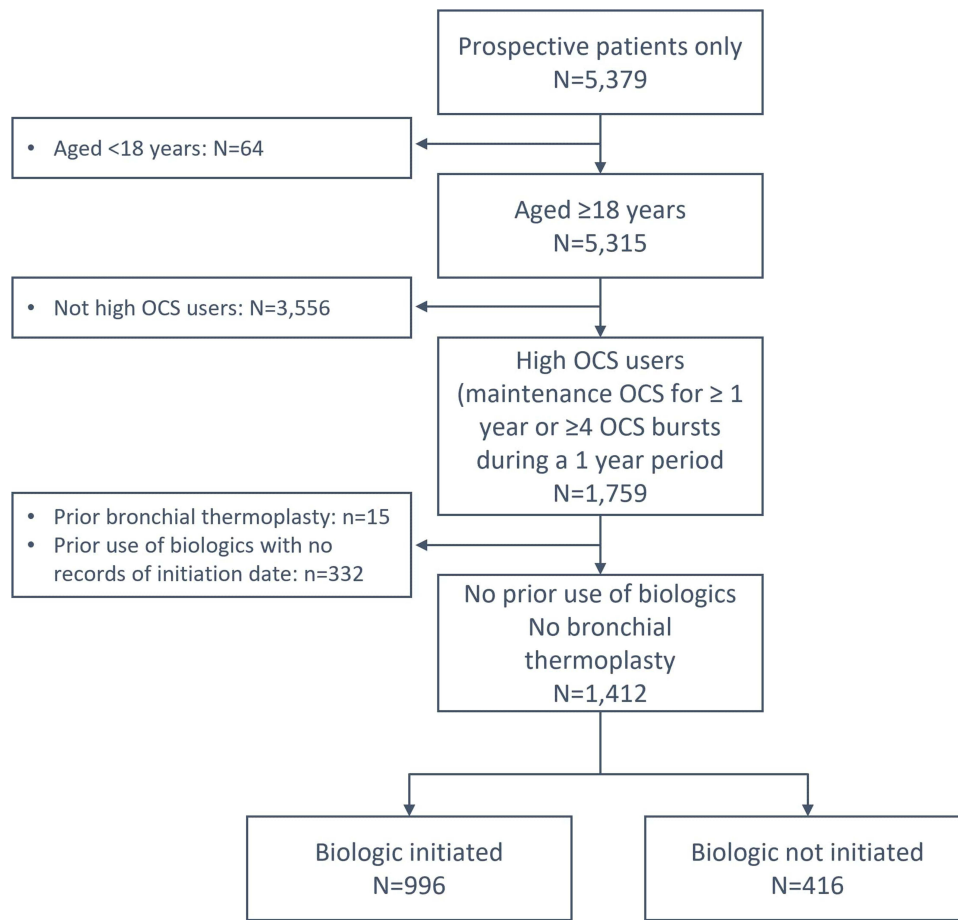 Prospective patients only
N=5,379
• Aged <18 years: N=64
Aged ≥18 years
N=5,315
• Not high OCS users: N=3,556
High OCS users
(maintenance OCS for ≥ 1
year or ≥4 OCS bursts
during a 1 year period
N=1,759
• Prior bronchial thermoplasty: n=15
• Prior use of biologics with no
records of initiation date: n=332
No prior use of biologics
No bronchial
thermoplasty
N=1,412
Biologic initiated
N=996
Biologic not initiated
N=416